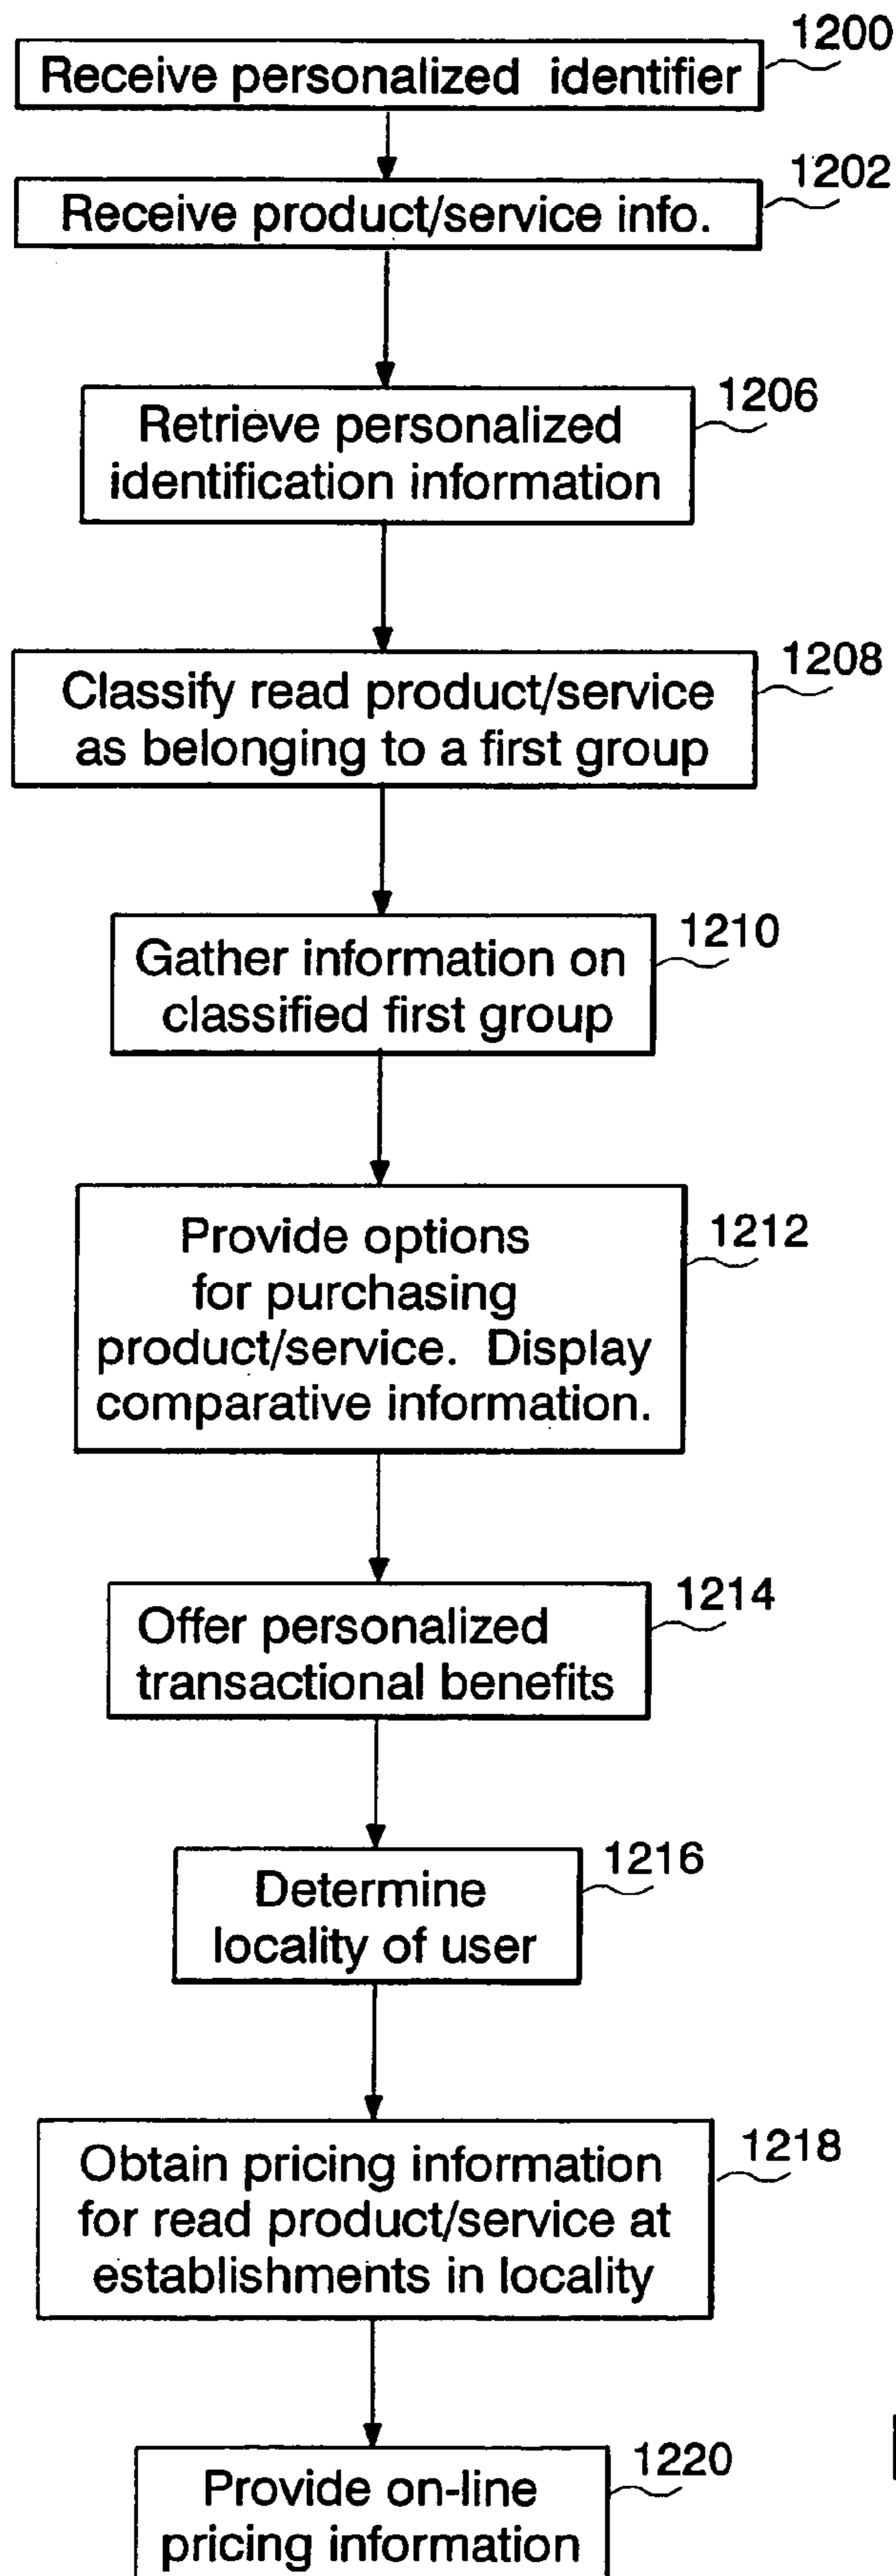 1200
Receive personalized identifier
1202
Receive product/service info.
1206
Retrieve personalized
identification information
1208
Classify read product/service
as belonging to a first group
1210
Gather information on
classified first group
1212
Provide options
for purchasing
product/service. Display
comparative information.
1214
Offer personalized
transactional benefits
1216
Determine
locality of user
1218
Obtain pricing information
for read product/service at
establishments in locality
1220
Provide on-line
pricing information